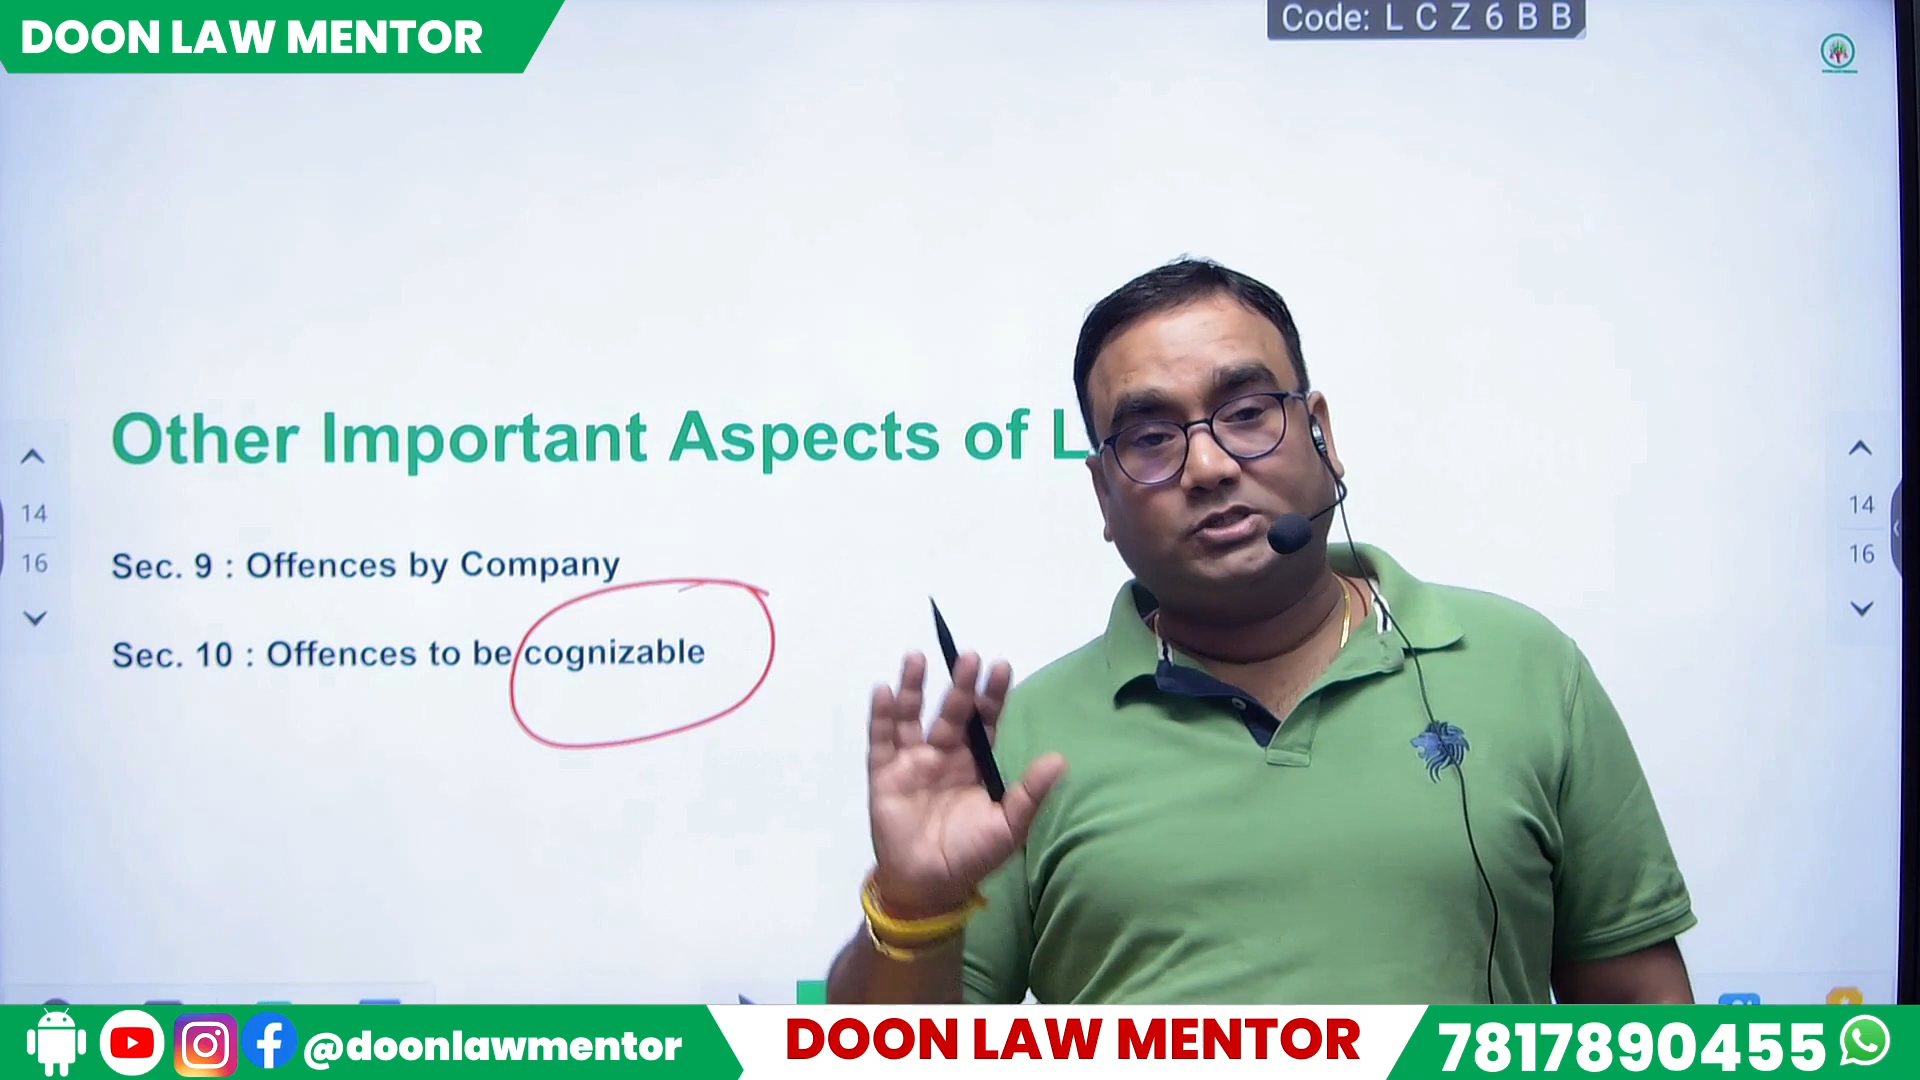 DOON LAW MENTOR
Code: L C Z 6 B B
Other Important Aspects of L
14
16
14
16
Sec. 9 : Offences by Company
Sec. 10 : Offences to be cognizable
@doonlawmentor
DOON LAW MENTOR
7817890455